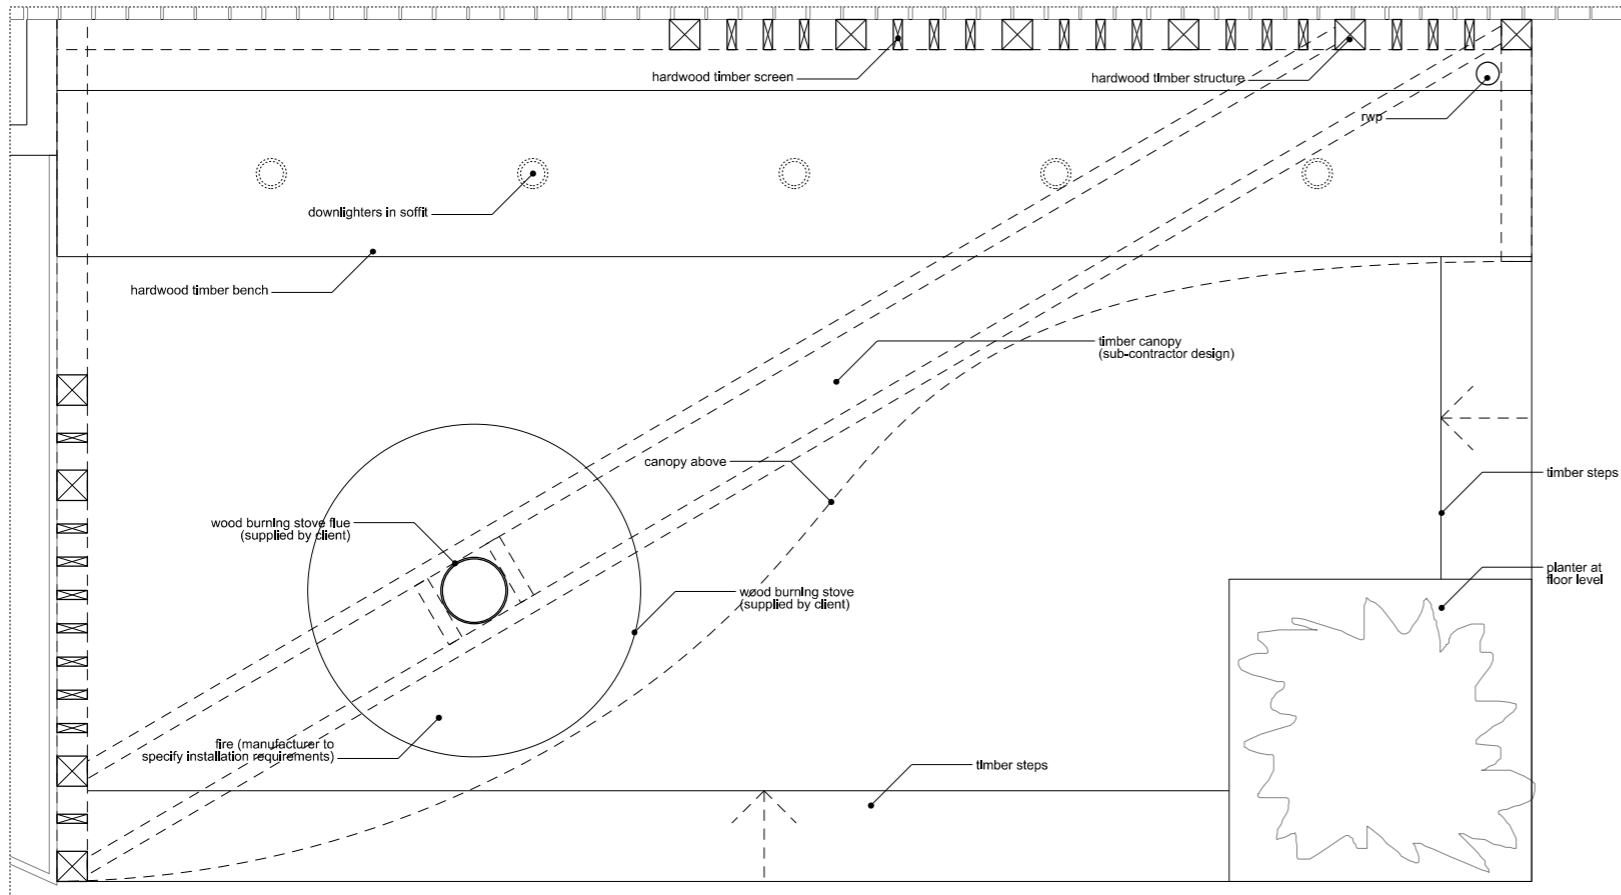 hardwood timber screen
hardwood timber structure
rwp
downlighters in soffit
hardwood timber bench
timber canopy
(sub-contractor design)
canopy above
timber steps
wood burning stove flue
(supplied by client)
planter at
floor level
wood burning stove
(supplied by client)
fire (manufacturer to
specify installation requirements)
timber steps